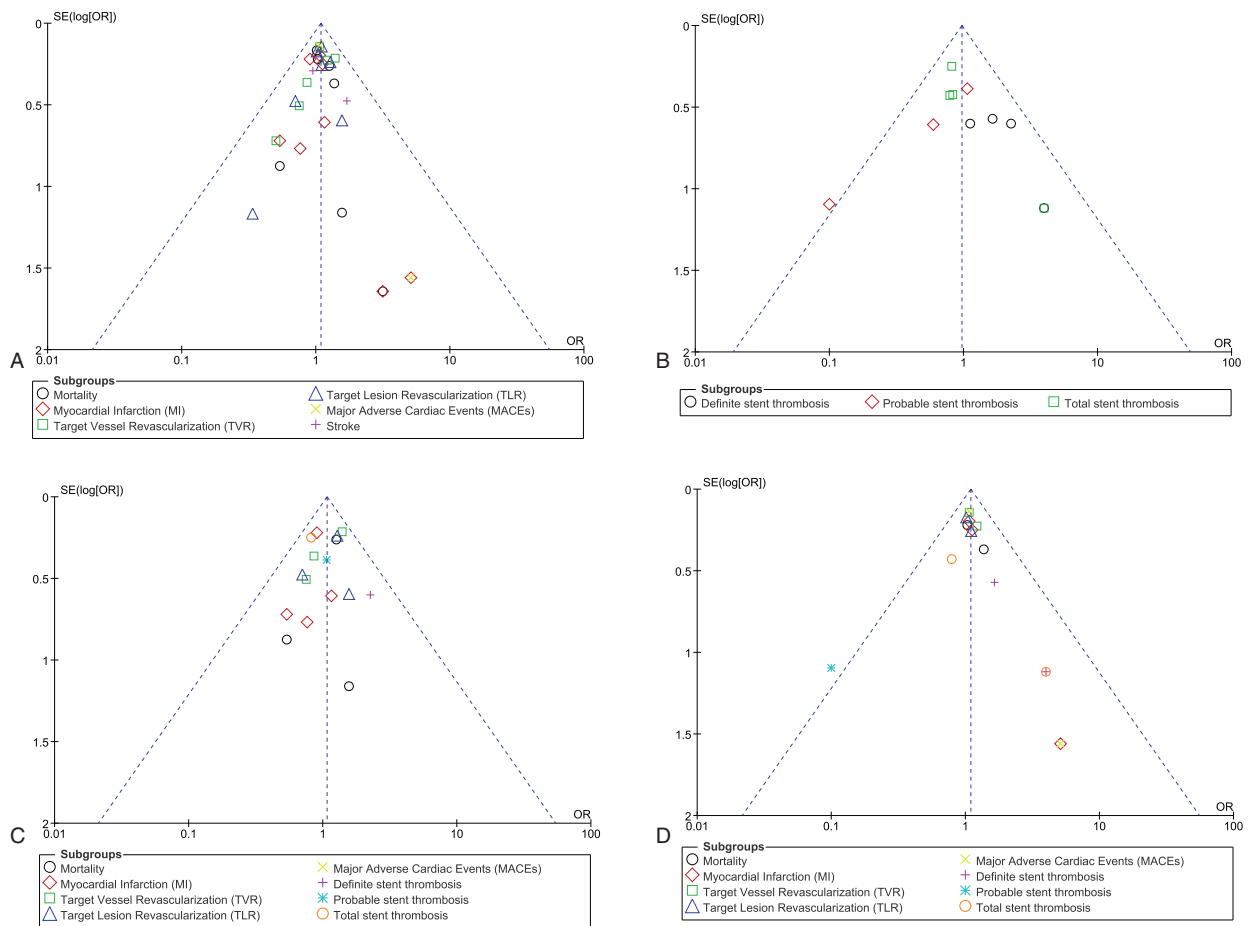 SE(log[OR])
0
0.5
1
1.5
2
0.01 0.1 1 10 100
OR
A
Subgroups
Mortality
Myocardial Infarction (MI)
Target Vessel Revascularization (TVR)
Target Lesion Revascularization (TLR)
Major Adverse Cardiac Events (MACEs)
Stroke
SE(log[OR])
0
0.5
1
1.5
2
0.01 0.1 1 10 100
OR
B
Subgroups
Definite stent thrombosis Probable stent thrombosis Total stent thrombosis
SE(log[OR])
0
0.5
1
1.5
2
0.01 0.1 1 10 100
OR
C
Subgroups
Mortality
Myocardial Infarction (MI)
Target Vessel Revascularization (TVR)
Target Lesion Revascularization (TLR)
Major Adverse Cardiac Events (MACEs)
Definite stent thrombosis
Probable stent thrombosis
Total stent thrombosis
SE(log[OR])
0
0.5
1
1.5
2
0.01 0.1 1 10 100
OR
D
Subgroups
Mortality
Myocardial Infarction (MI)
Target Vessel Revascularization (TVR)
Target Lesion Revascularization (TLR)
Major Adverse Cardiac Events (MACEs)
Definite stent thrombosis
Probable stent thrombosis
Total stent thrombosis